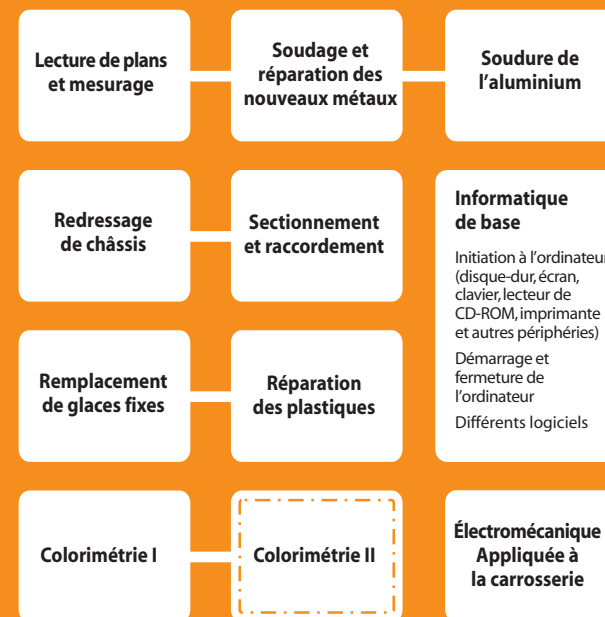 Lecture de plans
et mesurage
Soudage et
réparation des
nouveaux métaux
Soudure de
l'aluminium
Redressage
de châssis
Sectionnement
et raccordement
Informatique
de base
Initiation à l'ordinateur
(disque-dur, écran,
clavier, lecteur de
CD-ROM, imprimante
et autres périphéries)
Démarrage et
fermeture de
l'ordinateur
Différents logiciels
Remplacement
de glaces fixes
Réparation
des plastiques
Colorimétrie I
Colorimétrie II
Électromécanique
Appliquée à
la carrosserie